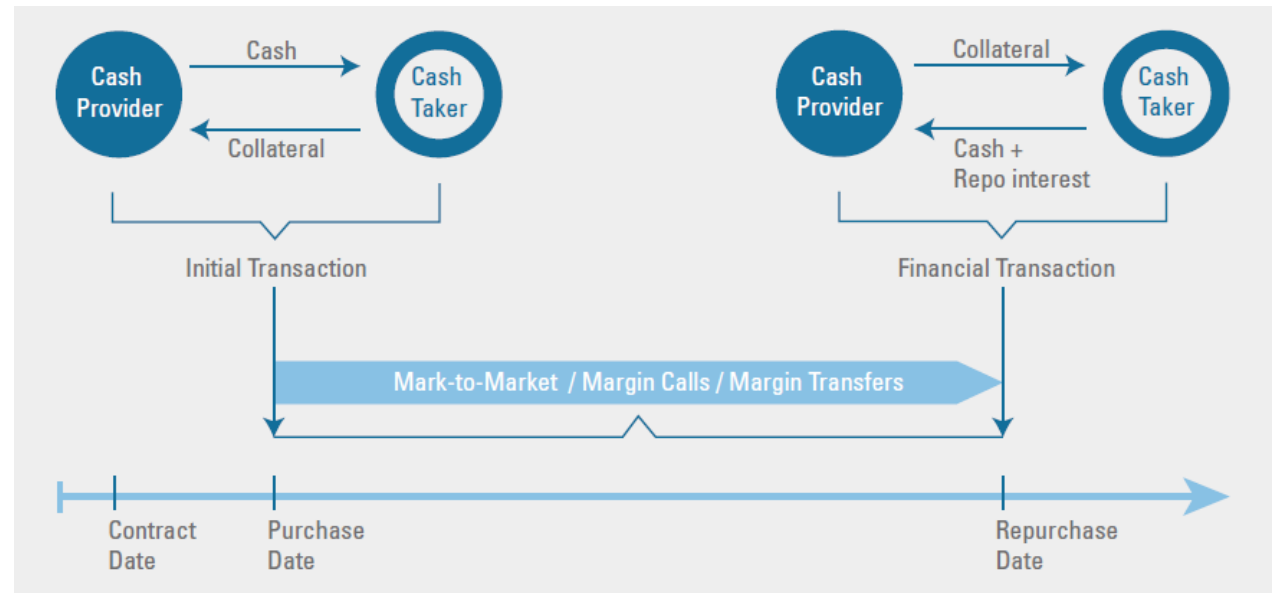 Cash
Provider
Cash
Collateral
Cash
Taker
Initial Transaction
Cash
Provider
Collateral
Cash +
Repo interest
Cash
Taker
Financial Transaction
Mark-to-Market / Margin Calls / Margin Transfers
Contract
Date
Purchase
Date
Repurchase
Date